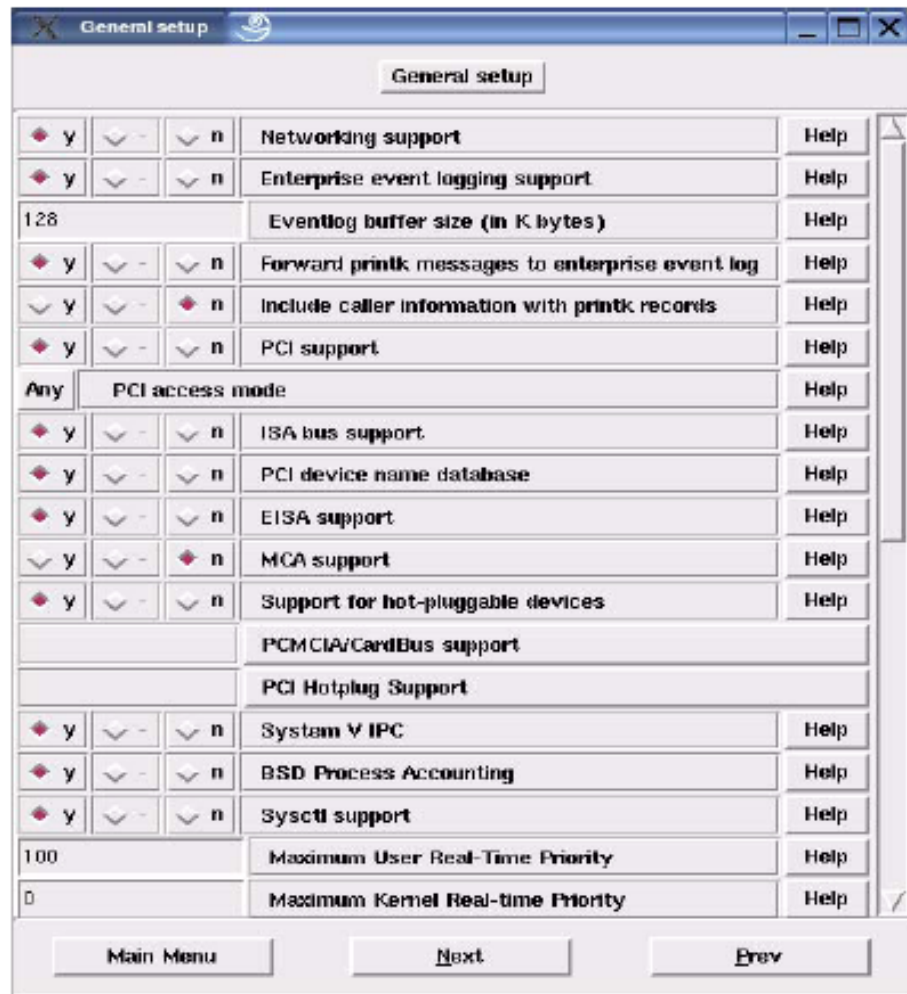 General setup
General setup
y - n Networking support Help
y - n Enterprise event logging support Help
128 Eventlog buffer size (in K bytes) Help
y - n Forward printk messages to enterprise event log Help
y - n Include caller information with printk records Help
y - n PCI support Help
Any PCI access mode Help
y - n ISA bus support Help
y - n PCI device name database Help
y - n EISA support Help
y - n MCA support Help
y - n Support for hot-pluggable devices Help
PCMCIA/CardBus support
PCI Hotplug Support
y - n System V IPC Help
y - n BSD Process Accounting Help
y - n Sysctl support Help
100 Maximum User Real-Time Priority Help
0 Maximum Kernel Real-time Priority Help
Main Menu Next Prev